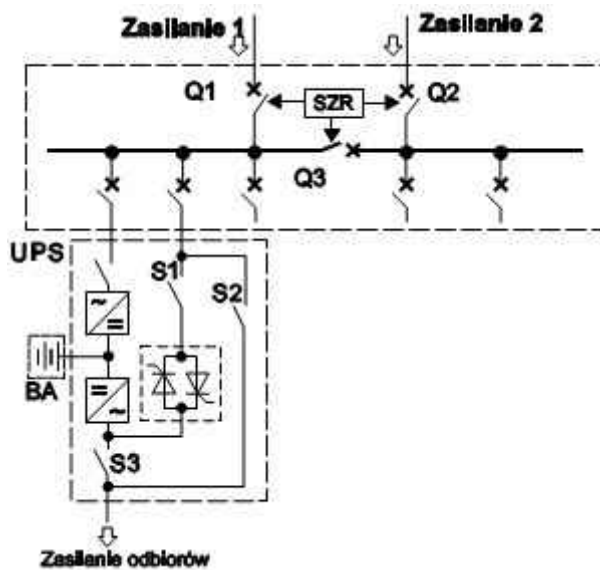 Zasilanie 1
Zasilanie 2
Q1
SZR
Q2
Q3
UPS
S1
S2
BA
S3
Zasilanie odbiorów